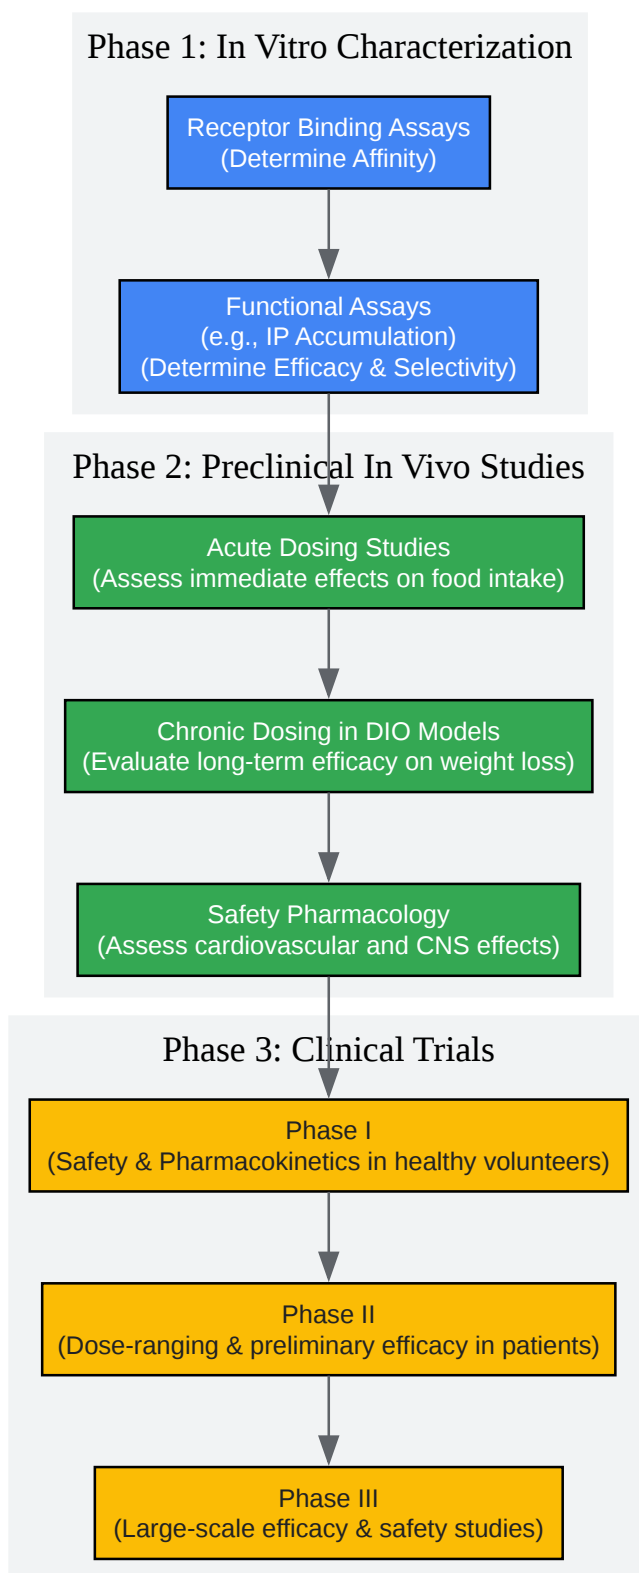 Phase 1: In Vitro Characterization
Receptor Binding Assays
(Determine Affinity)
Functional Assays
(e.g., IP Accumulation)
(Determine Efficacy & Selectivity)
Phase 2: Preclinical In Vivo Studies
Acute Dosing Studies
(Assess immediate effects on food intake)
Chronic Dosing in DIO Models
(Evaluate long-term efficacy on weight loss)
Safety Pharmacology
(Assess cardiovascular and CNS effects)
Phase 3: Clinical Trials
Phase I
(Safety & Pharmacokinetics in healthy volunteers)
Phase II
(Dose-ranging & preliminary efficacy in patients)
Phase III
(Large-scale efficacy & safety studies)